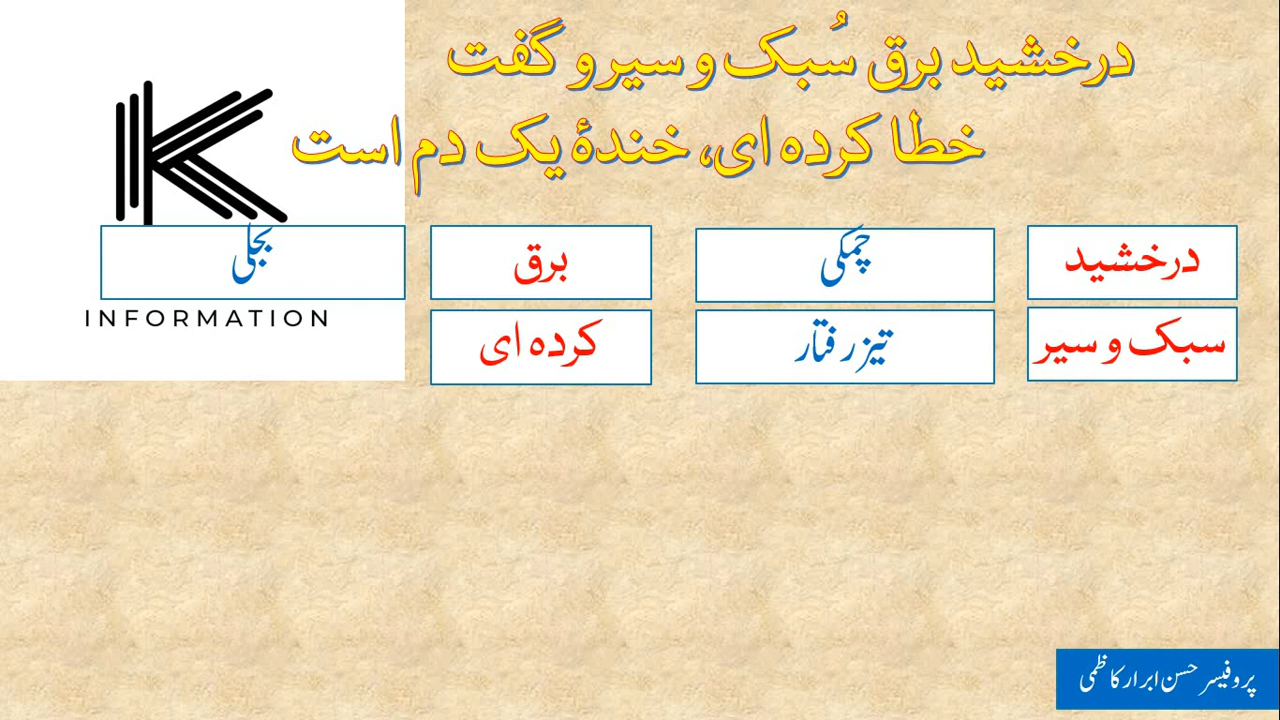 درخشید برق سُبک و سیر و گفت
خطا کردہ ای، خندۂ یک دم است
درخشید چمکی برق بجلی
سبک و سیر تیز رفتار کردہ ای
INFORMATION
پروفیسر حسن ابرار کاظمی